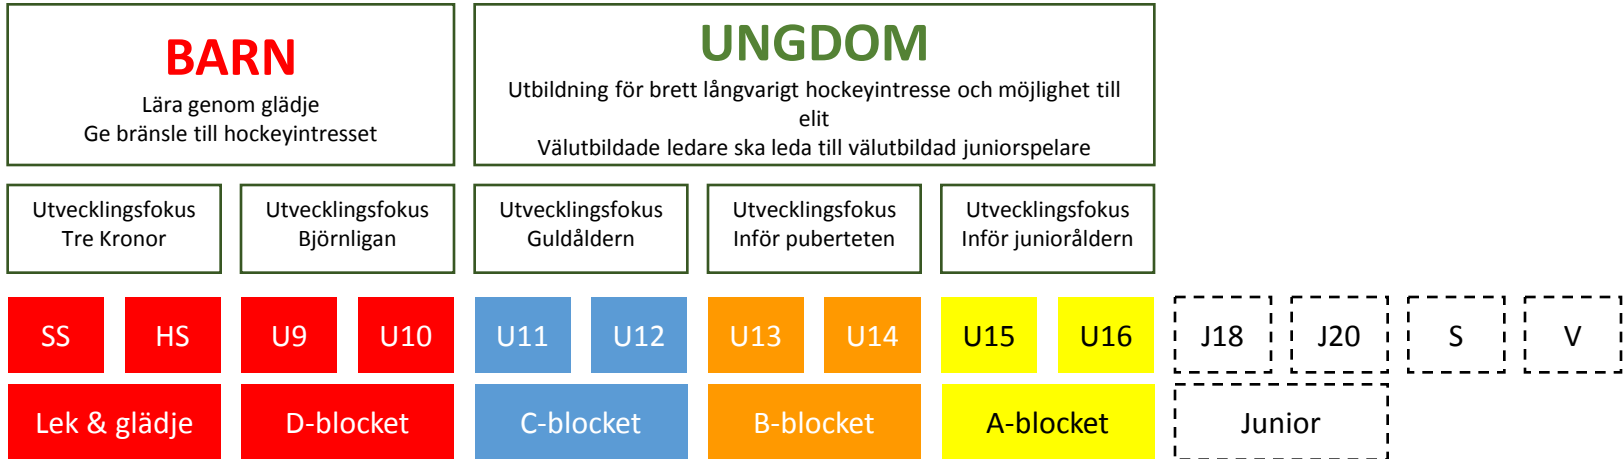 BARN
Lära genom glädje
Ge bränsle till hockeyintresset
UNGDOM
Utbildning för brett långvarigt hockeyintresse och möjlighet till
elit
Välutbildade ledare ska leda till välutbildad juniorspelare
Utvecklingsfokus
Tre Kronor
Utvecklingsfokus
Björnligan
Utvecklingsfokus
Guldåldern
Utvecklingsfokus
Inför puberteten
Utvecklingsfokus
Inför junioråldern
SS
HS
U9
U10
U11
U12
U13
U14
U15
U16
J18
J20
S
V
Lek & glädje
D-blocket
C-blocket
B-blocket
A-blocket
Junior